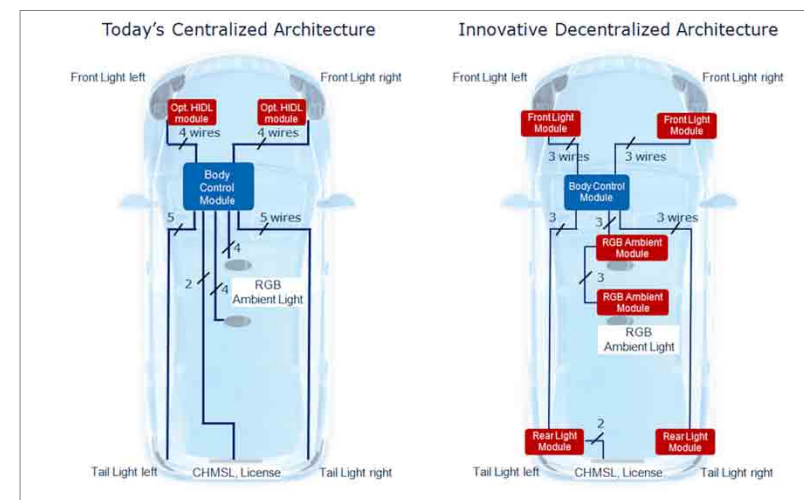 Today's Centralized Architecture
Front Light left
Front Light right
Opt. HIDL
module
Opt. HIDL
module
4 wires
4 wires
Body
Control
Module
5
5 wires
4
2
4
RGB
Ambient Light
Tail Light left
CHMSL, License
Tail Light right
Innovative Decentralized Architecture
Front Light left
Front Light right
Front Light
Module
Front Light
Module
3 wires
3 wires
Body Control
Module
3
3
3 wires
RGB Ambient
Module
3
RGB Ambient
Module
RGB
Ambient Light
2
Rear Light
Module
Rear Light
Module
Tail Light left
CHMSL, License
Tail Light right